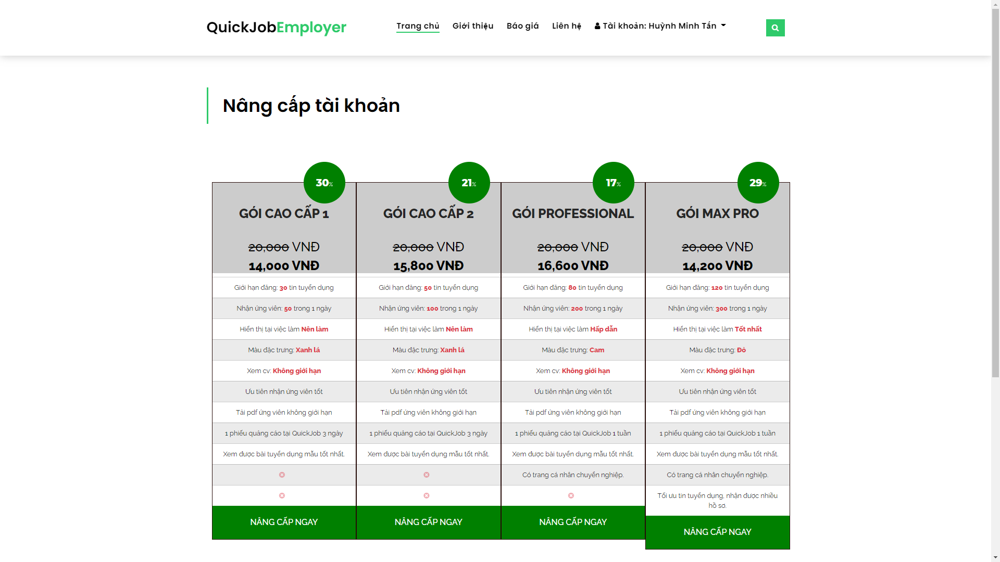 QuickJobEmployer
Trang chủ
Giới thiệu
Báo giá
Liên hệ
Tài khoản: Huỳnh Minh Tấn
Nâng cấp tài khoản
30%
GÓI CAO CẤP 1
20,000 VNĐ
14,000 VNĐ
Giới hạn đăng: 30 tin tuyển dụng
Nhận ứng viên: 50 trong 1 ngày
Hiển thị tại việc làm Nên làm
Màu đặc trưng: Xanh lá
Xem cv: Không giới hạn
Ưu tiên nhận ứng viên tốt
Tải pdf ứng viên không giới hạn
1 phiếu quảng cáo tại QuickJob 3 ngày
Xem được bài tuyển dụng mẫu tốt nhất.
NÂNG CẤP NGAY
21%
GÓI CAO CẤP 2
20,000 VNĐ
15,800 VNĐ
Giới hạn đăng: 50 tin tuyển dụng
Nhận ứng viên: 100 trong 1 ngày
Hiển thị tại việc làm Nên làm
Màu đặc trưng: Xanh lá
Xem cv: Không giới hạn
Ưu tiên nhận ứng viên tốt
Tải pdf ứng viên không giới hạn
1 phiếu quảng cáo tại QuickJob 3 ngày
Xem được bài tuyển dụng mẫu tốt nhất.
NÂNG CẤP NGAY
17%
GÓI PROFESSIONAL
20,000 VNĐ
16,600 VNĐ
Giới hạn đăng: 80 tin tuyển dụng
Nhận ứng viên: 200 trong 1 ngày
Hiển thị tại việc làm Hấp dẫn
Màu đặc trưng: Cam
Xem cv: Không giới hạn
Ưu tiên nhận ứng viên tốt
Tải pdf ứng viên không giới hạn
1 phiếu quảng cáo tại QuickJob 1 tuần
Xem được bài tuyển dụng mẫu tốt nhất.
Có trang cá nhân chuyển nghiệp.
NÂNG CẤP NGAY
29%
GÓI MAX PRO
20,000 VNĐ
14,200 VNĐ
Giới hạn đăng: 120 tin tuyển dụng
Nhận ứng viên: 300 trong 1 ngày
Hiển thị tại việc làm Tốt nhất
Màu đặc trưng: Đỏ
Xem cv: Không giới hạn
Ưu tiên nhận ứng viên tốt
Tải pdf ứng viên không giới hạn
1 phiếu quảng cáo tại QuickJob 1 tuần
Xem được bài tuyển dụng mẫu tốt nhất.
Có trang cá nhân chuyển nghiệp.
Tối ưu tin tuyển dụng, nhận được nhiều
hồ sơ.
NÂNG CẤP NGAY